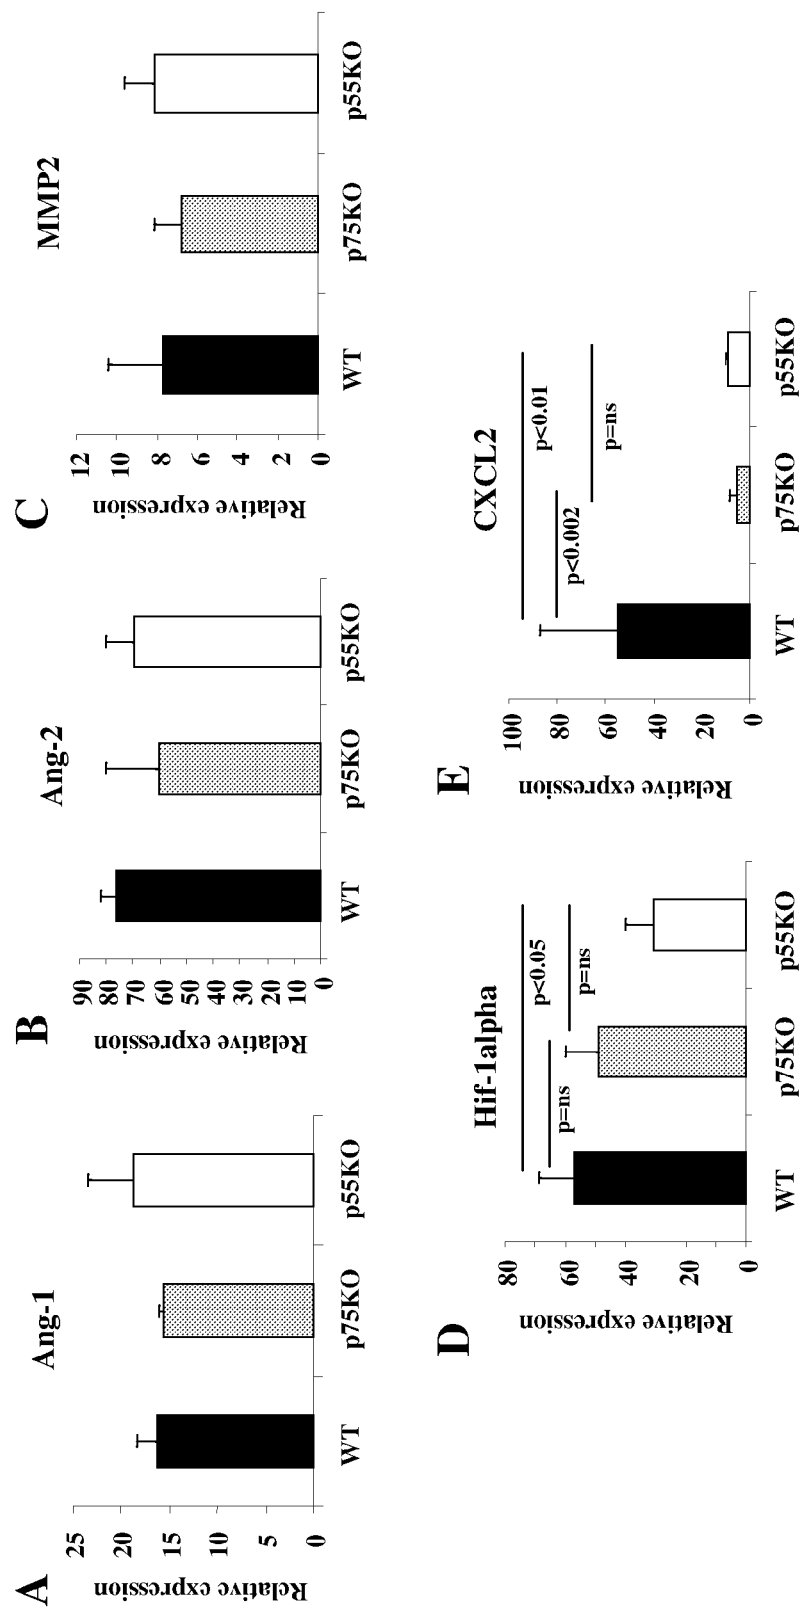 A
Ang-1
Relative expression
25
20
15
10
5
0
WT
p75KO
p55KO
B
Ang-2
Relative expression
90
80
70
60
50
40
30
20
10
0
WT
p75KO
p55KO
C
MMP2
Relative expression
12
10
8
6
4
2
0
WT
p75KO
p55KO
D
Hif-1alpha
Relative expression
80
60
40
20
0
p<0.05
p=ns
p=ns
WT
p75KO
p55KO
E
CXCL2
Relative expression
100
80
60
40
20
0
p<0.01
p<0.002
p=ns
WT
p75KO
p55KO